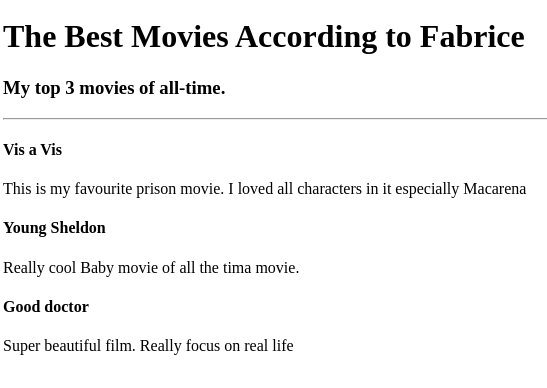 The Best Movies According to Fabrice
My top 3 movies of all-time.
Vis a Vis
This is my favourite prison movie. I loved all characters in it especially Macarena
Young Sheldon
Really cool Baby movie of all the tima movie.
Good doctor
Super beautiful film. Really focus on real life